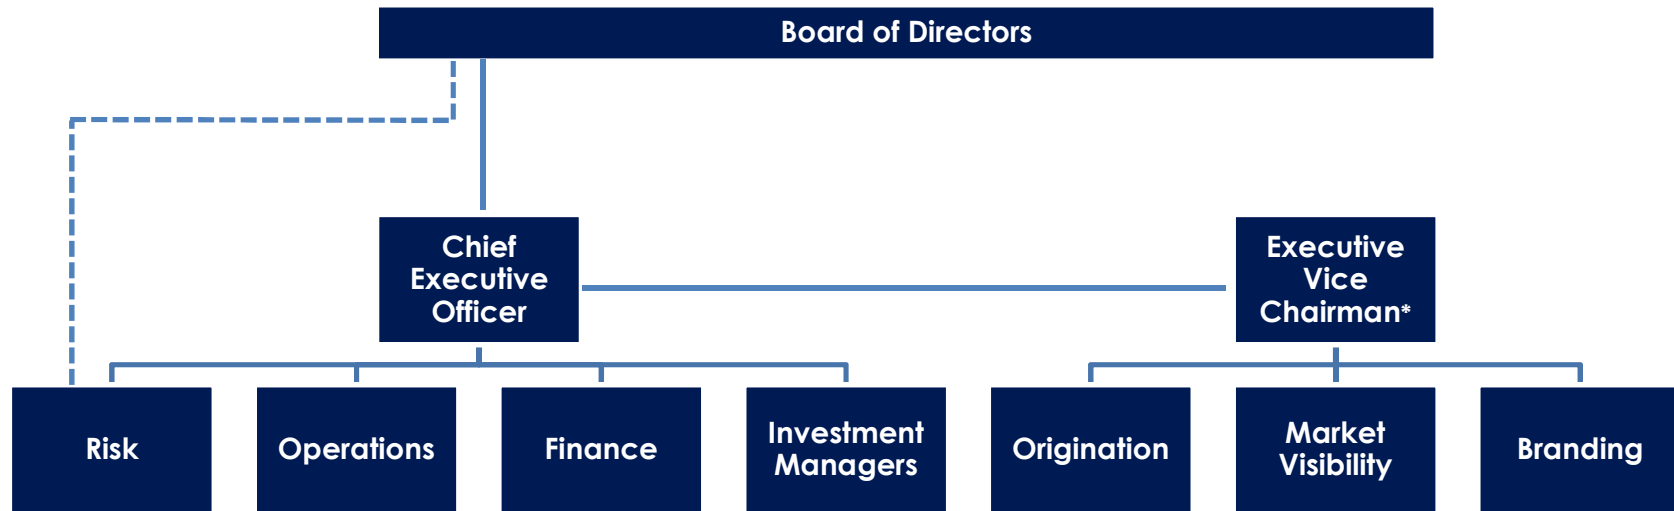 Board of Directors
Chief
Executive
Officer
Executive
Vice
Chairman*
Risk
Operations
Finance
Investment
Managers
Origination
Market
Visibility
Branding